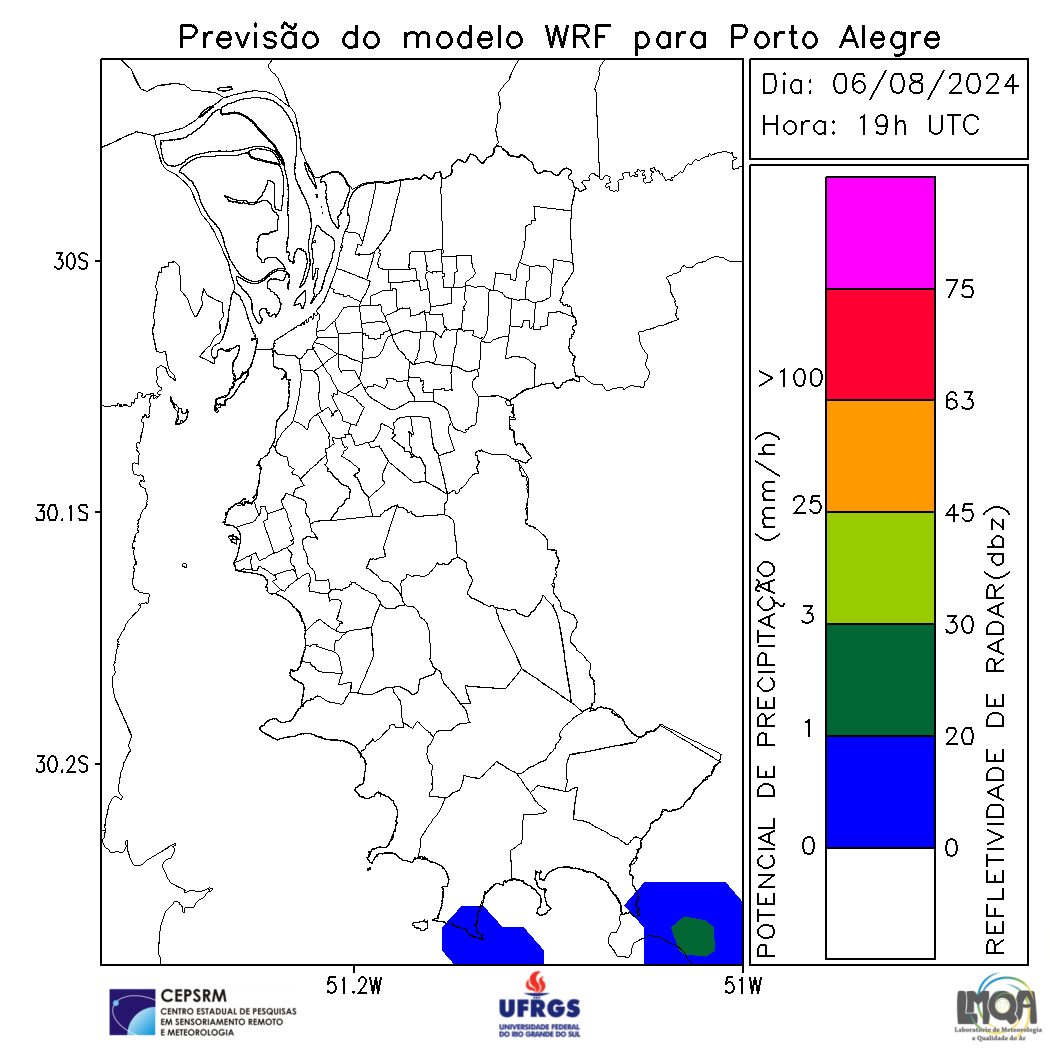 Previsão do modelo WRF para Porto Alegre
Dia: 06/08/2024
Hora: 19h UTC
30S
30.1S
30.2S
51.2W
51W
POTENCIAL DE PRECIPITAÇÃO (mm/h)
>100
25
3
1
0
75
63
45
30
20
0
REFLETIVIDADE DE RADAR(dbz)
CEPSRM
CENTRO ESTADUAL DE PESQUISAS
EM SENSORIAMENTO REMOTO
E METEOROLOGIA
UFRGS
UNIVERSIDADE FEDERAL
DO RIO GRANDE DO SUL
LMQA
Laboratório de Meteorologia
e Qualidade do Ar